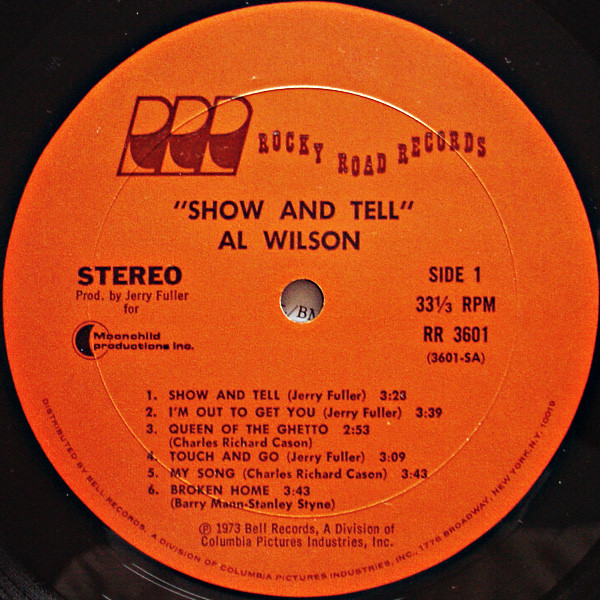 ROCKY ROAD RECORDS
"SHOW AND TELL"
AL WILSON
STEREO
Prod. by Jerry Fuller
for
Moonchild
productions Inc.
SIDE 1
33⅓ RPM
RR 3601
(3601-SA)
1. SHOW AND TELL (Jerry Fuller) 3:23
2. I'M OUT TO GET YOU (Jerry Fuller) 3:39
3. QUEEN OF THE GHETTO 2:53
(Charles Richard Cason)
4. TOUCH AND GO (Jerry Fuller) 3:09
5. MY SONG (Charles Richard Cason) 3:43
6. BROKEN HOME 3:43
(Barry Mann-Stanley Styne)
Ⓟ 1973 Bell Records, A Division of
Columbia Pictures Industries, Inc.
DISTRIBUTED BY BELL RECORDS, A DIVISION OF COLUMBIA PICTURES INDUSTRIES, INC., 1776 BROADWAY, NEW YORK, N.Y. 10019